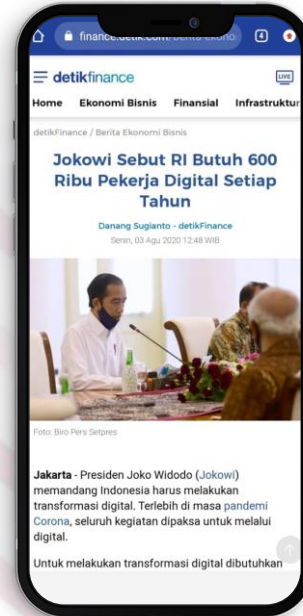 finance.detik.com/berita-ekono
4
detikfinance
LIVE
Home Ekonomi Bisnis Finansial Infrastruktur
detikFinance / Berita Ekonomi Bisnis
Jokowi Sebut RI Butuh 600
Ribu Pekerja Digital Setiap
Tahun
Danang Sugianto - detikFinance
Senin, 03 Agu 2020 12:48 WIB
Foto: Biro Pers Setpres
Jakarta - Presiden Joko Widodo (Jokowi)
memandang Indonesia harus melakukan
transformasi digital. Terlebih di masa pandemi
Corona, seluruh kegiatan dipaksa untuk melalui
digital.
Untuk melakukan transformasi digital dibutuhkan